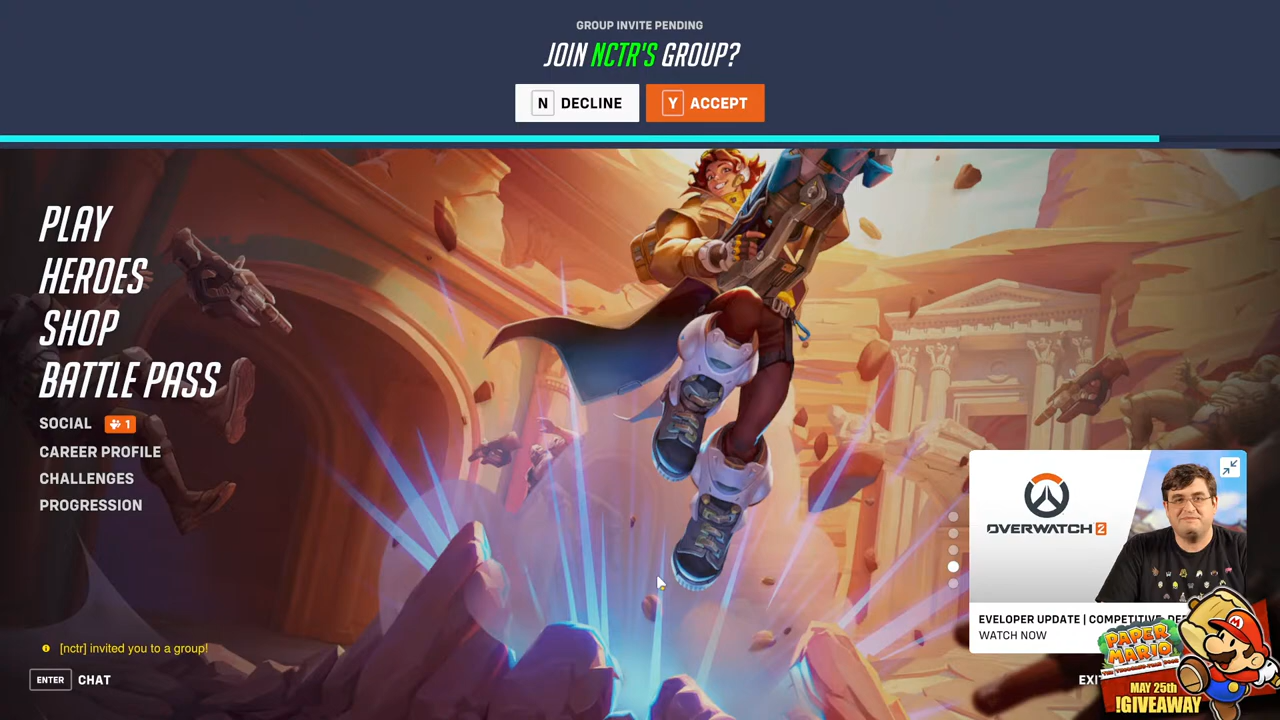 GROUP INVITE PENDING
JOIN NCTR'S GROUP?
N DECLINE
Y ACCEPT
PLAY
HEROES
SHOP
BATTLE PASS
SOCIAL 1
CAREER PROFILE
CHALLENGES
PROGRESSION
[nctr] invited you to a group!
ENTER CHAT
OVERWATCH 2
EVELOPER UPDATE | COMPETITIVE
WATCH NOW
EXIT
PAPER
MARIO
MAY 25th
!GIVEAWAY